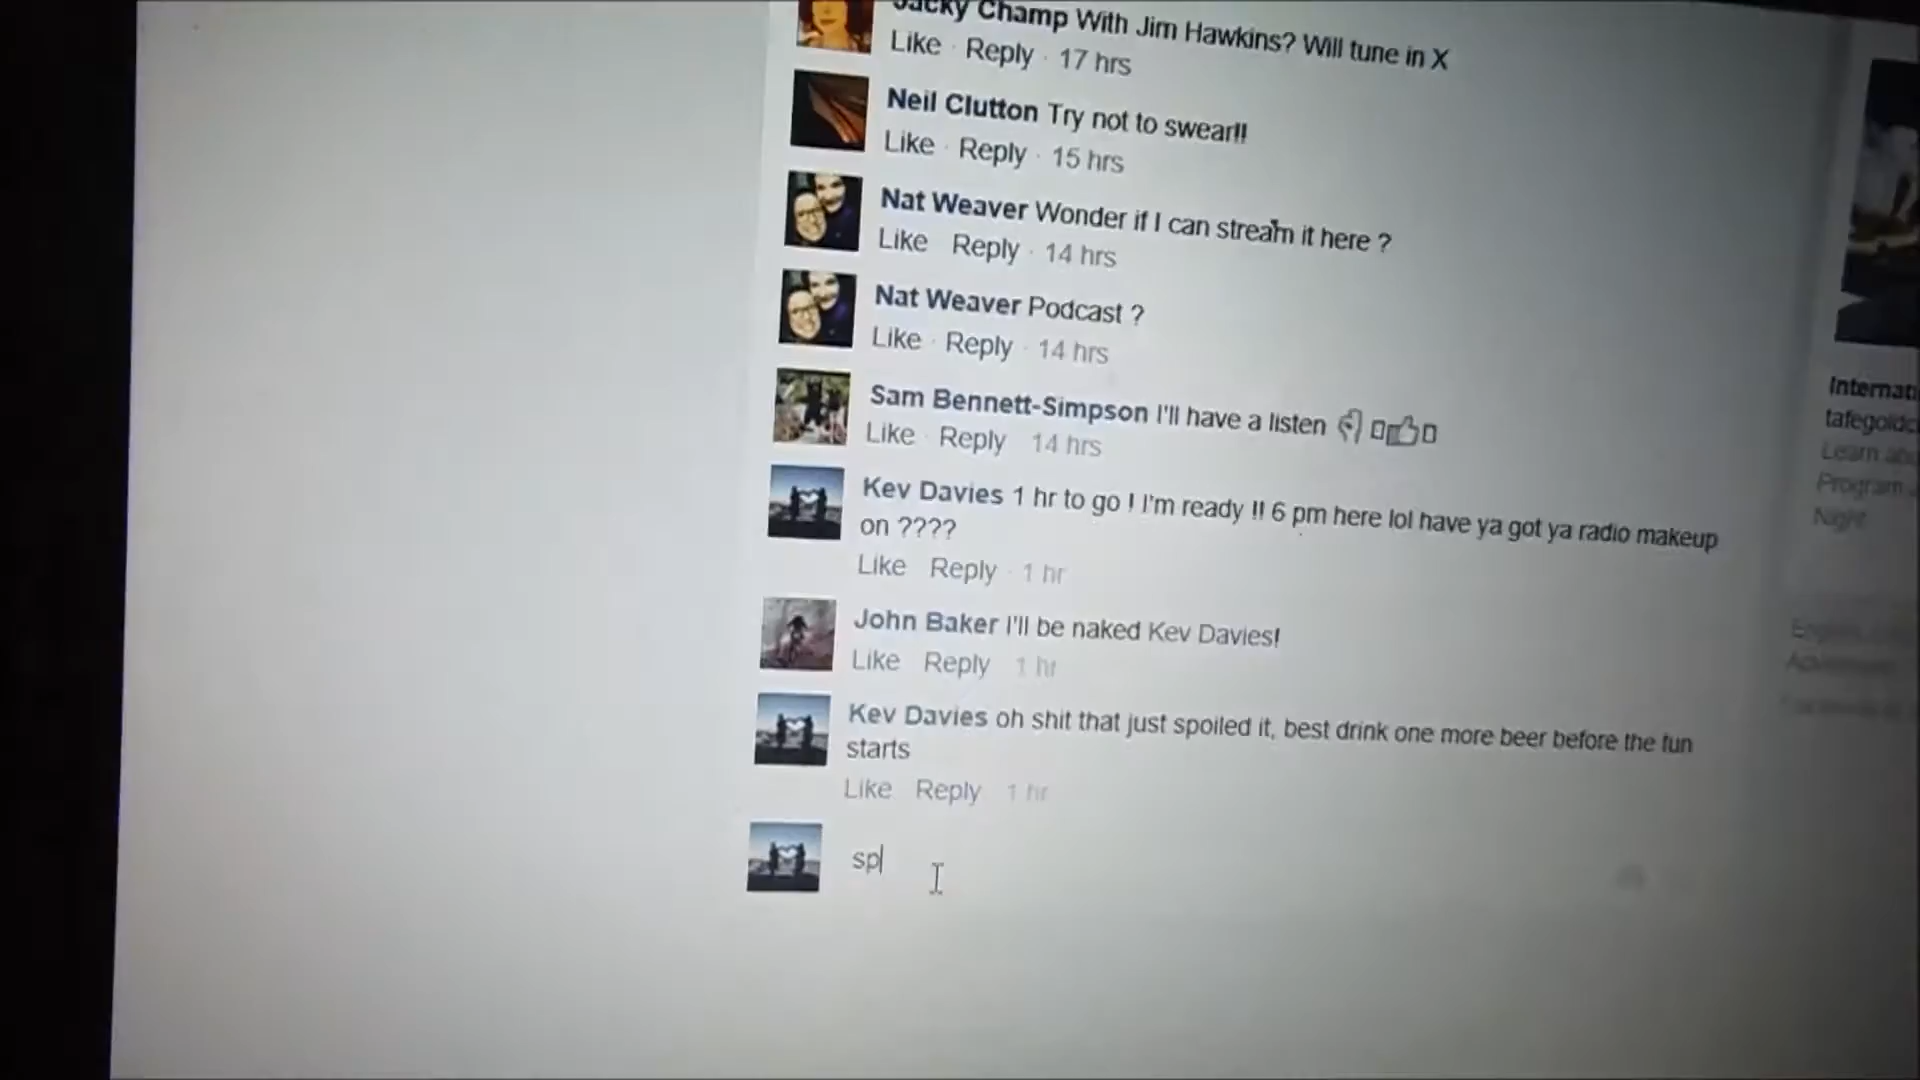 Jacky Champ With Jim Hawkins? Will tune in X
Like · Reply · 17 hrs
Neil Clutton Try not to swear!!
Like · Reply · 15 hrs
Nat Weaver Wonder if I can stream it here ?
Like Reply · 14 hrs
Nat Weaver Podcast ?
Like · Reply · 14 hrs
Sam Bennett-Simpson I'll have a listen
Like · Reply 14 hrs
Kev Davies 1 hr to go ! I'm ready !! 6 pm here lol have ya got ya radio makeup
on ????
Like Reply · 1 hr
John Baker I'll be naked Kev Davies!
Like Reply 1 hr
Kev Davies oh shit that just spoiled it, best drink one more beer before the fun
starts
Like Reply 1 hr
sp
Internati
tafegoldc
Learn abo
Program
Night